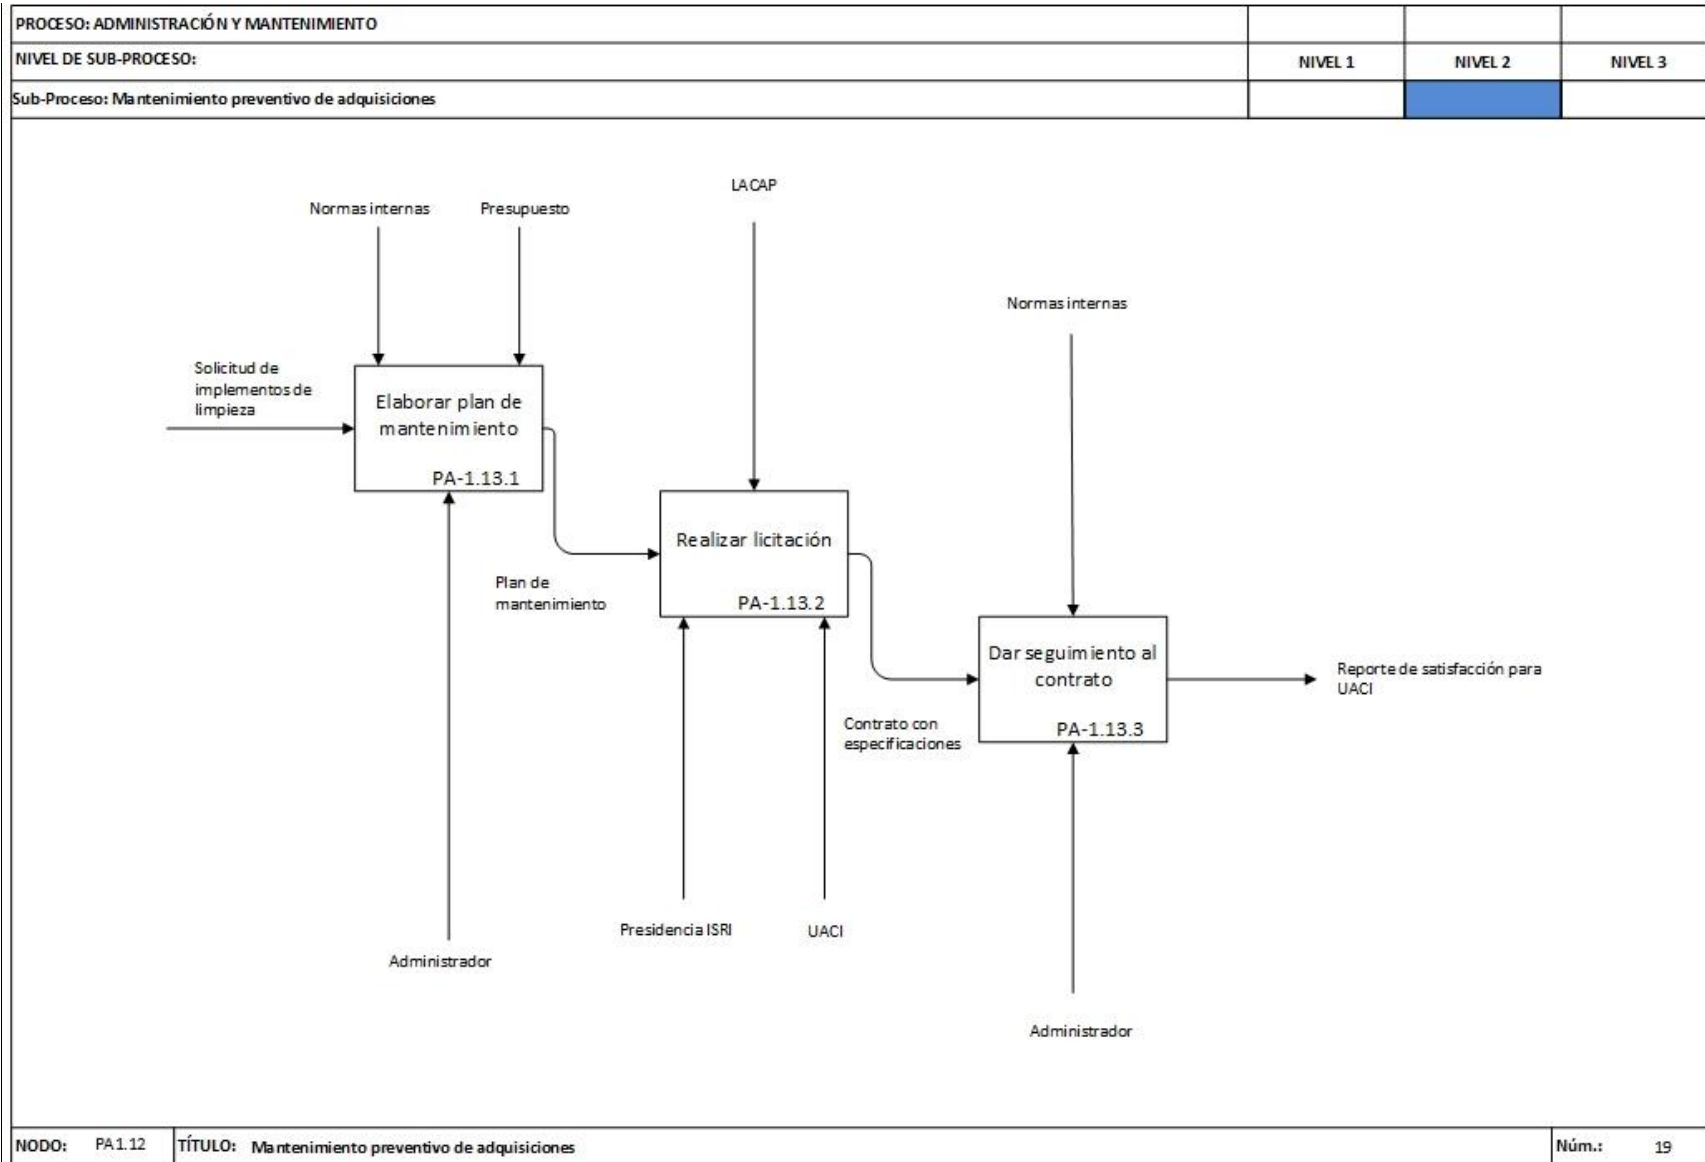 PROCESO: ADMINISTRACIÓN Y MANTENIMIENTO
NIVEL DE SUB-PROCESO:
NIVEL 1
NIVEL 2
NIVEL 3
Sub-Proceso: Mantenimiento preventivo de adquisiciones
LACAP
Normas internas
Presupuesto
Normas internas
Solicitud de
implementos de
limpieza
Elaborar plan de
mantenimiento
PA-1.13.1
Realizar licitación
PA-1.13.2
Plan de
mantenimiento
Dar seguimiento al
contrato
PA-1.13.3
Reporte de satisfacción para
UACI
Contrato con
especificaciones
Presidencia ISRI
UACI
Administrador
Administrador
NODO:
PA1.12
TÍTULO: Mantenimiento preventivo de adquisiciones
Núm.:
19